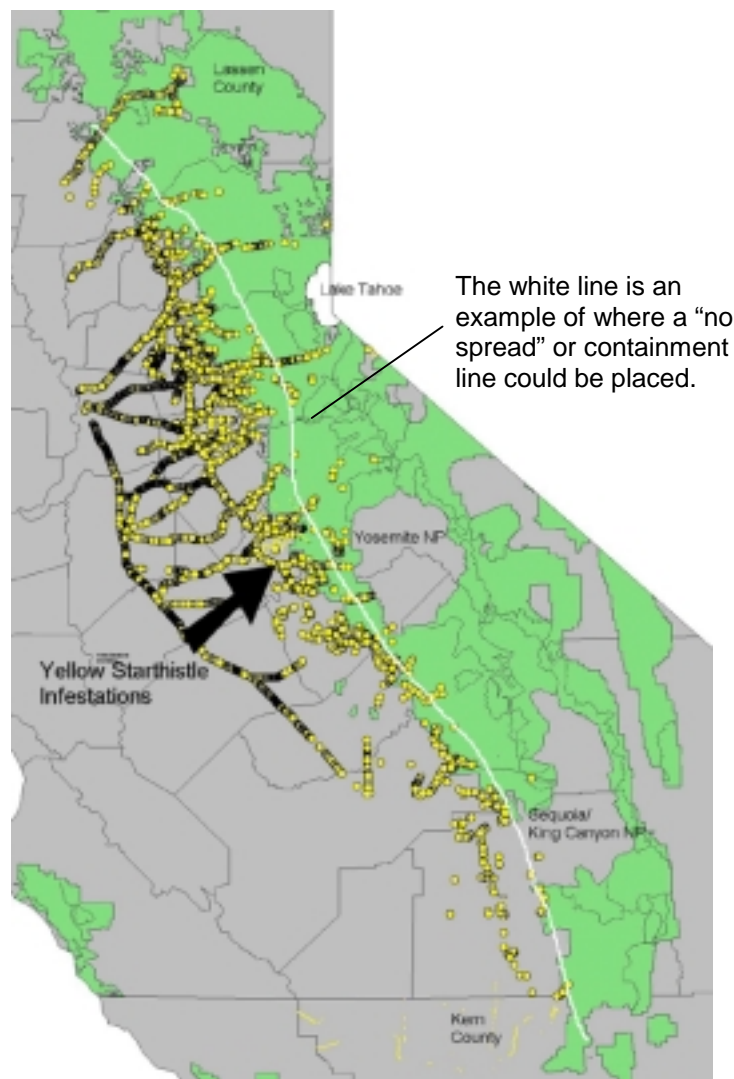 Lassen
County
Lake Tahoe
The white line is an
example of where a “no
spread” or containment
line could be placed.
Yosemite NP
Yellow Starthistle
Infestations
Sequoia/
King Canyon NP
Kern
County